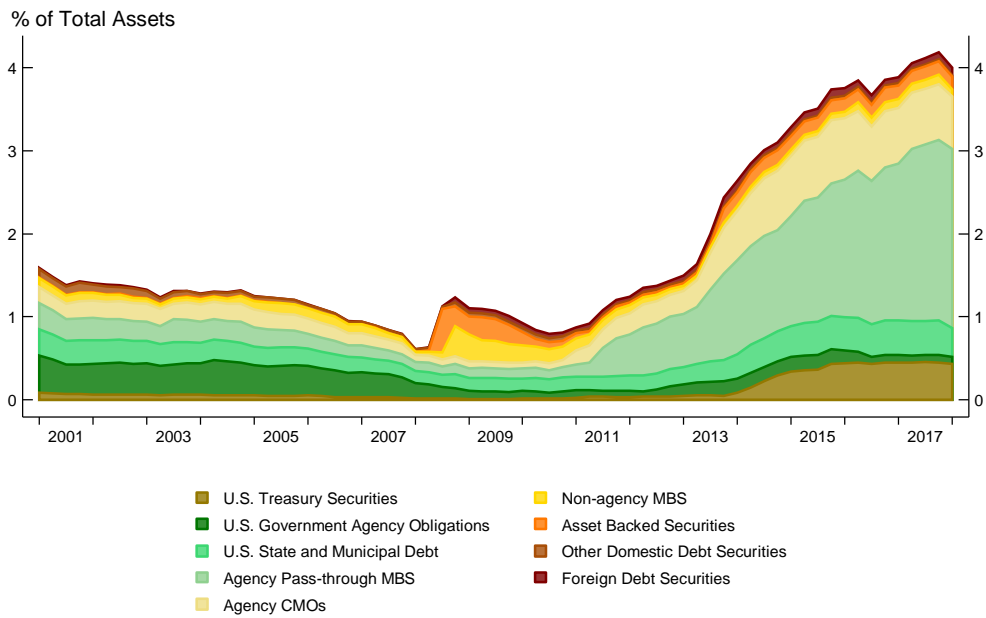 % of Total Assets
4 4
3 3
2 2
1 1
0 0
2001 2003 2005 2007 2009 2011 2013 2015 2017
U.S. Treasury Securities
U.S. Government Agency Obligations
U.S. State and Municipal Debt
Agency Pass-through MBS
Agency CMOs
Non-agency MBS
Asset Backed Securities
Other Domestic Debt Securities
Foreign Debt Securities